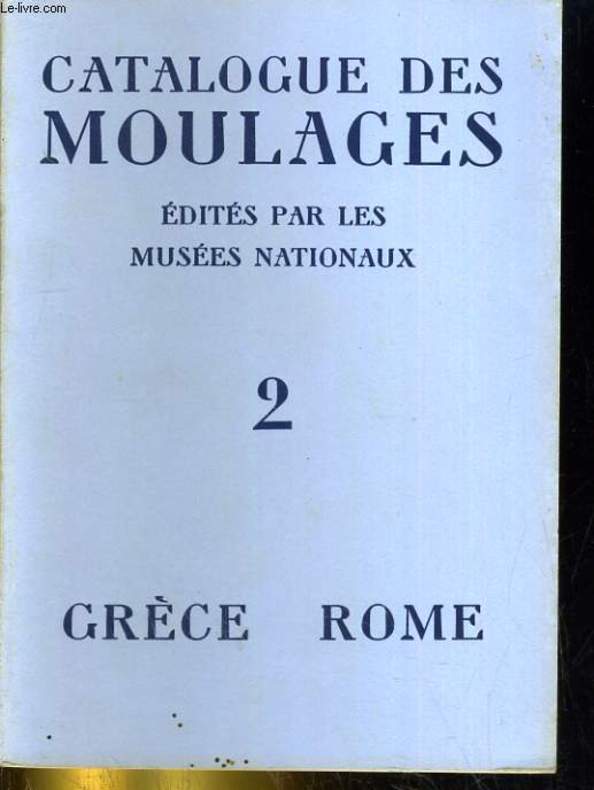 Le-livre.com
CATALOGUE DES
MOULAGES
ÉDITÉS PAR LES
MUSÉES NATIONAUX
2
GRÈCE ROME